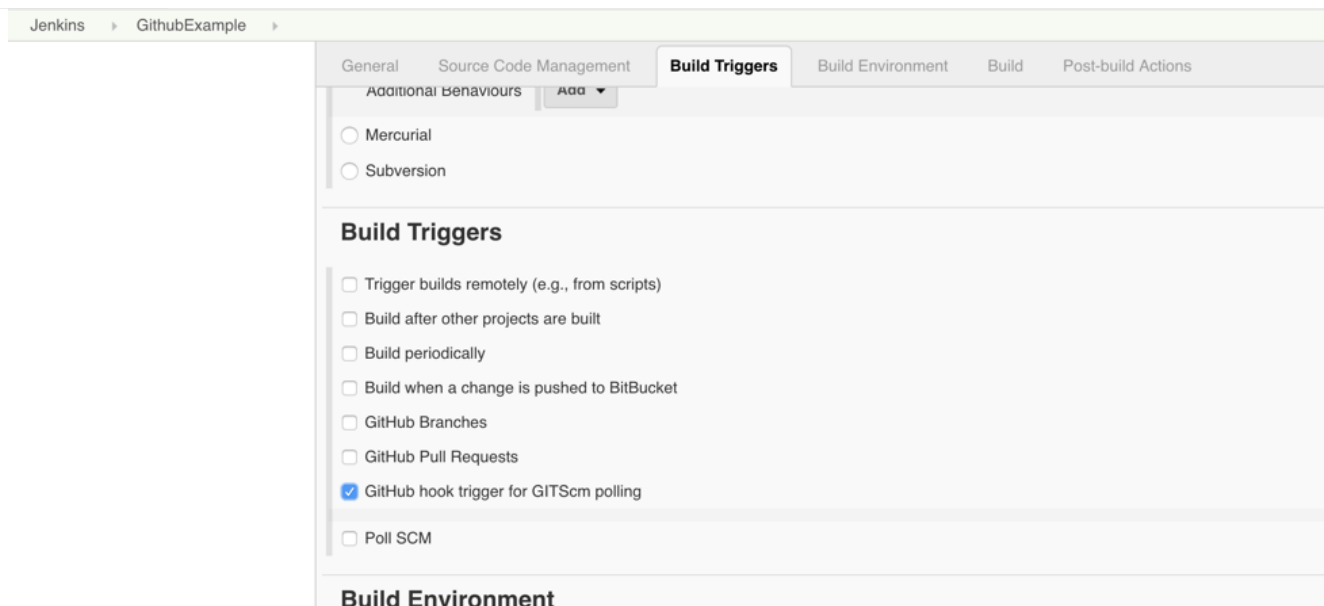 Jenkins GithubExample
General Source Code Management Build Triggers Build Environment Build Post-build Actions
Additional Behaviours Add
Mercurial
Subversion
Build Triggers
Trigger builds remotely (e.g., from scripts)
Build after other projects are built
Build periodically
Build when a change is pushed to BitBucket
GitHub Branches
GitHub Pull Requests
GitHub hook trigger for GITScm polling
Poll SCM
Build Environment